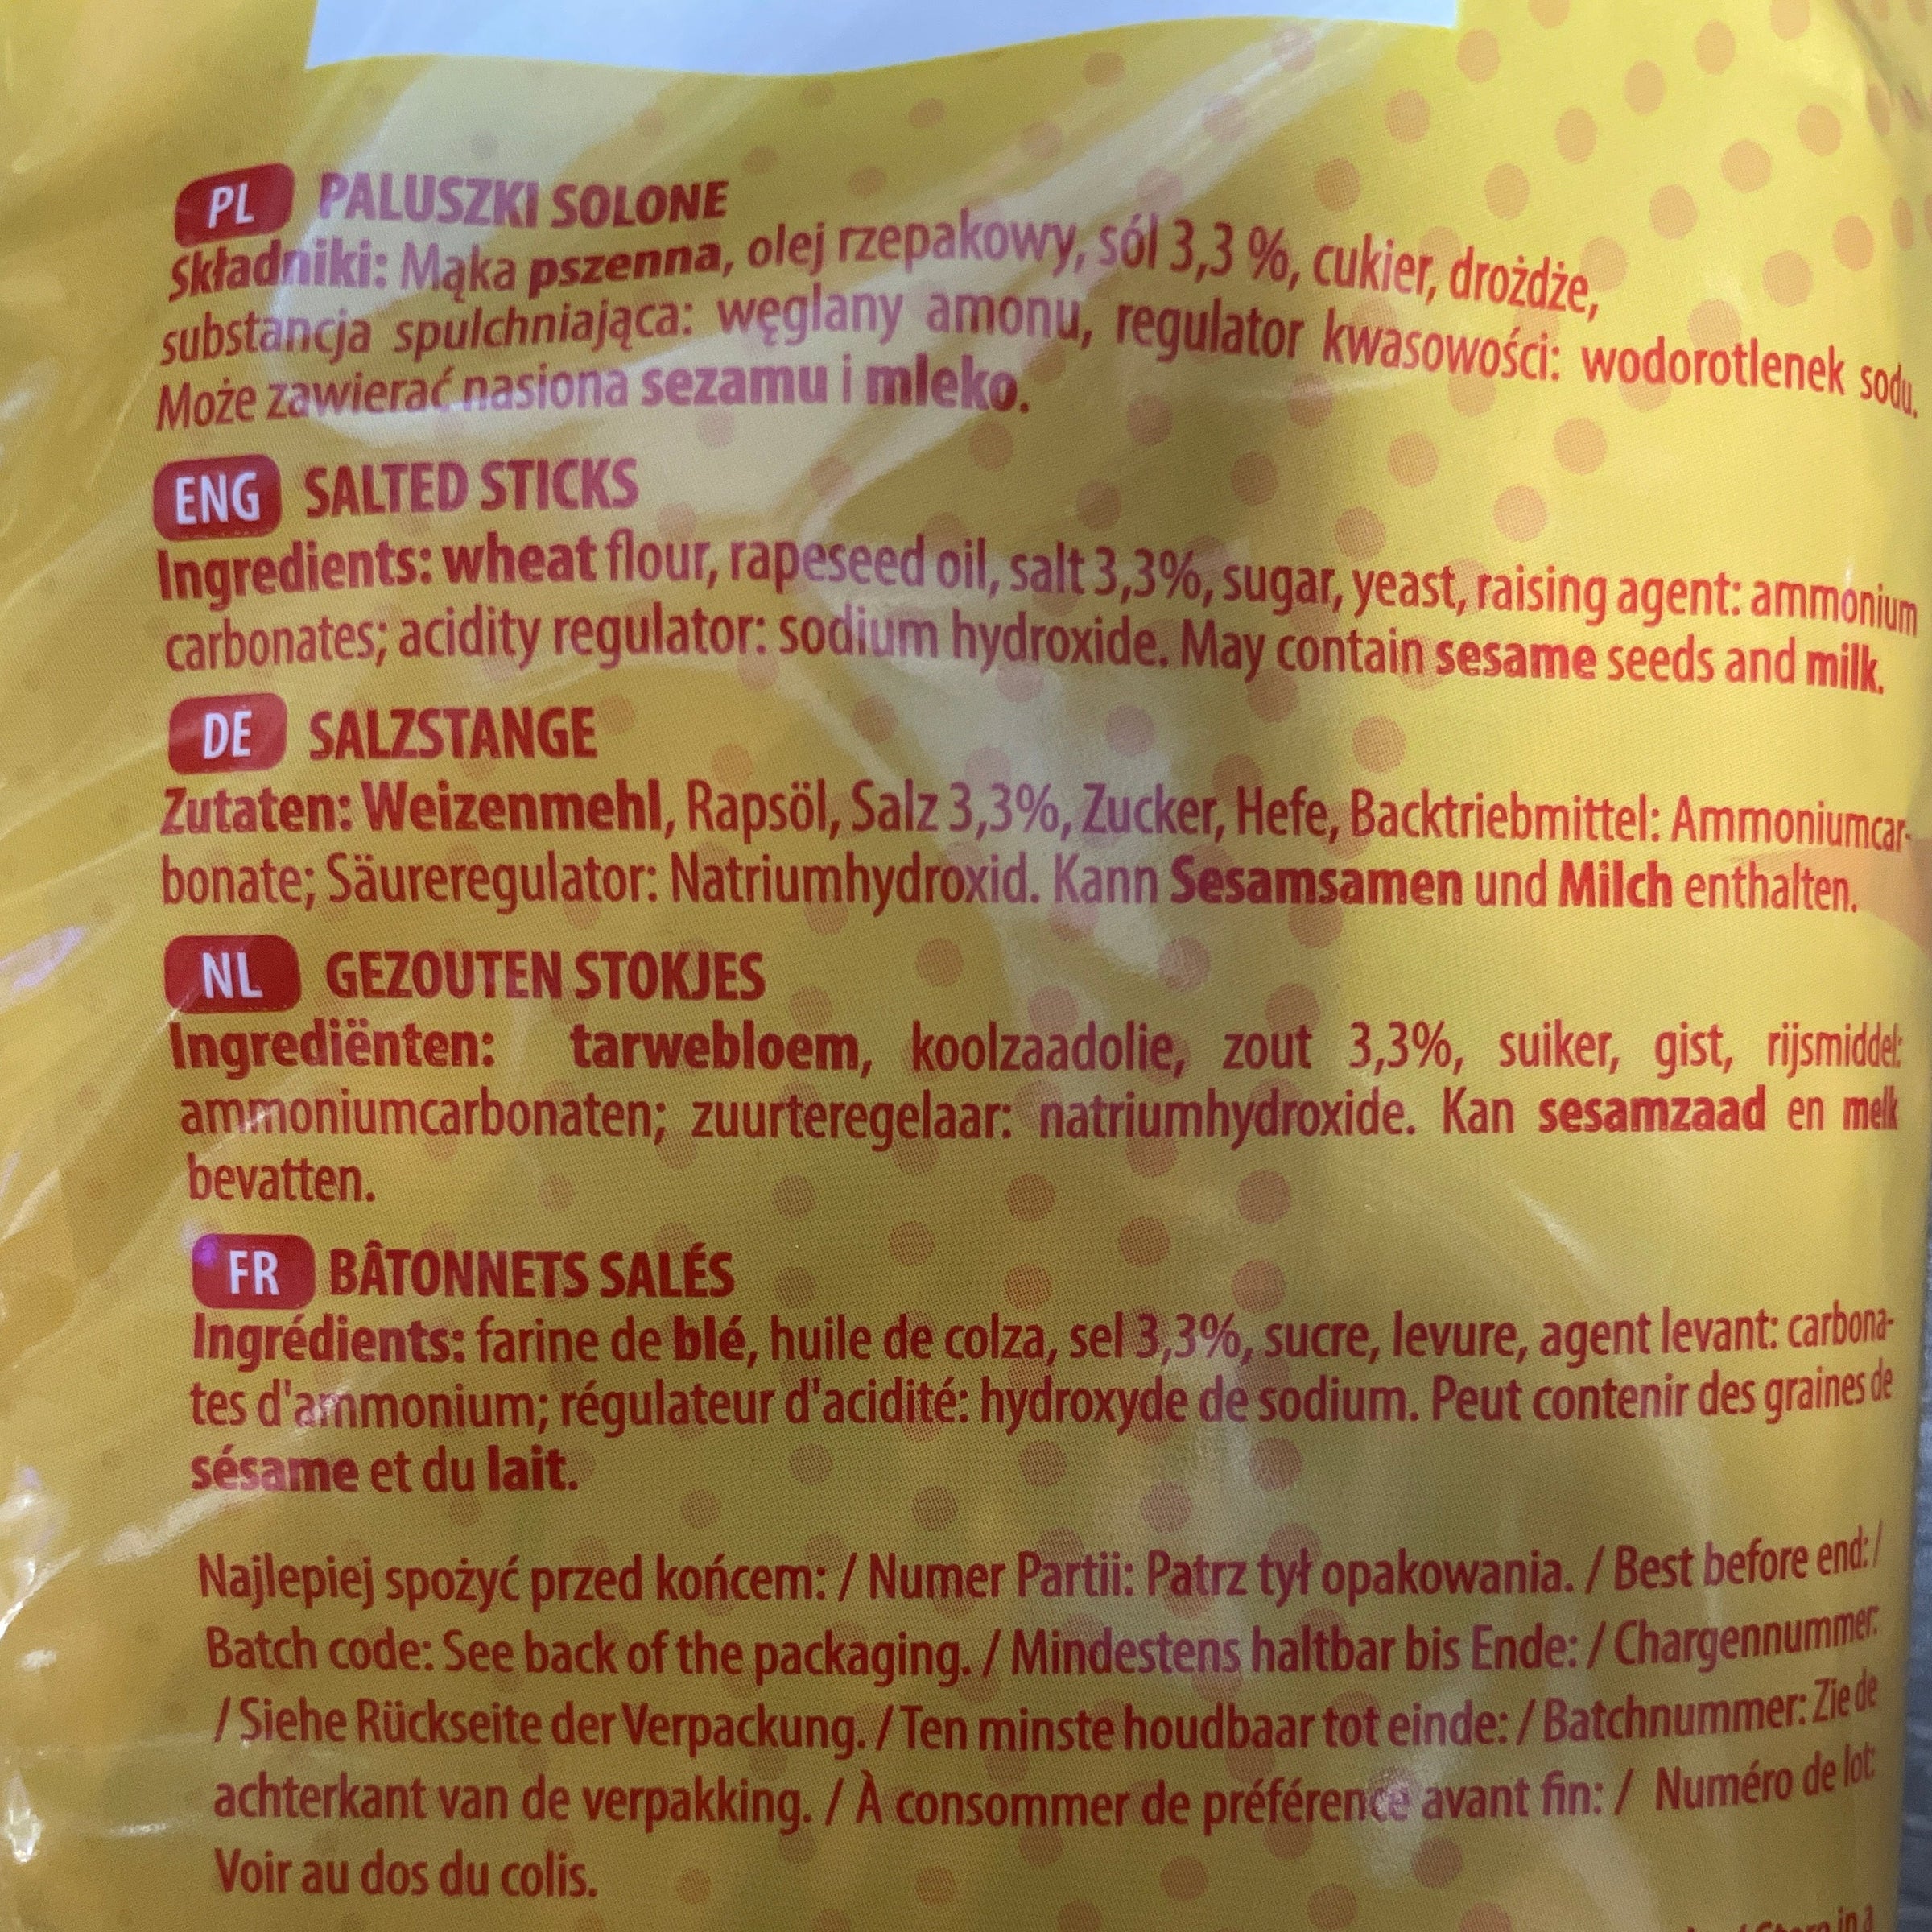 PL PALUSZKI SOLONE
Składniki: Mąka pszenna, olej rzepakowy, sól 3,3 %, cukier, drożdże,
substancja spulchniająca: węglany amonu, regulator kwasowości: wodorotlenek sodu.
Może zawierać nasiona sezamu i mleko.
ENG SALTED STICKS
Ingredients: wheat flour, rapeseed oil, salt 3,3%, sugar, yeast, raising agent: ammonium
carbonates; acidity regulator: sodium hydroxide. May contain sesame seeds and milk.
DE SALZSTANGE
Zutaten: Weizenmehl, Rapsöl, Salz 3,3%, Zucker, Hefe, Backtriebmittel: Ammoniumcar-
bonate; Säureregulator: Natriumhydroxid. Kann Sesamsamen und Milch enthalten.
NL GEZOUTEN STOKJES
Ingrediënten: tarwebloem, koolzaadolie, zout 3,3%, suiker, gist, rijsmiddel:
ammoniumcarbonaten; zuurteregelaar: natriumhydroxide. Kan sesamzaad en melk
bevatten.
FR BÂTONNETS SALÉS
Ingrédients: farine de blé, huile de colza, sel 3,3%, sucre, levure, agent levant: carbona-
tes d'ammonium; régulateur d'acidité: hydroxyde de sodium. Peut contenir des graines de
sésame et du lait.
Najlepiej spożyć przed końcem: / Numer Partii: Patrz tył opakowania. / Best before end: /
Batch code: See back of the packaging. / Mindestens haltbar bis Ende: / Chargennummer:
/ Siehe Rückseite der Verpackung. / Ten minste houdbaar tot einde: / Batchnummer: Zie de
achterkant van de verpakking. / À consommer de préférence avant fin: / Numéro de lot:
Voir au dos du colis.
in a